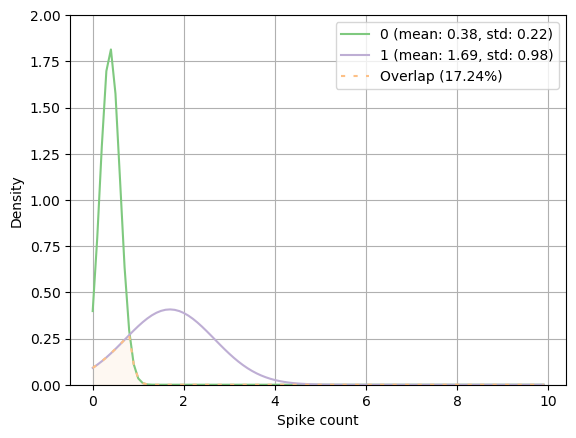 2.00
1.75
1.50
1.25
1.00
0.75
0.50
0.25
0.00
Density
0 (mean: 0.38, std: 0.22)
1 (mean: 1.69, std: 0.98)
Overlap (17.24%)
0 2 4 6 8 10
Spike count